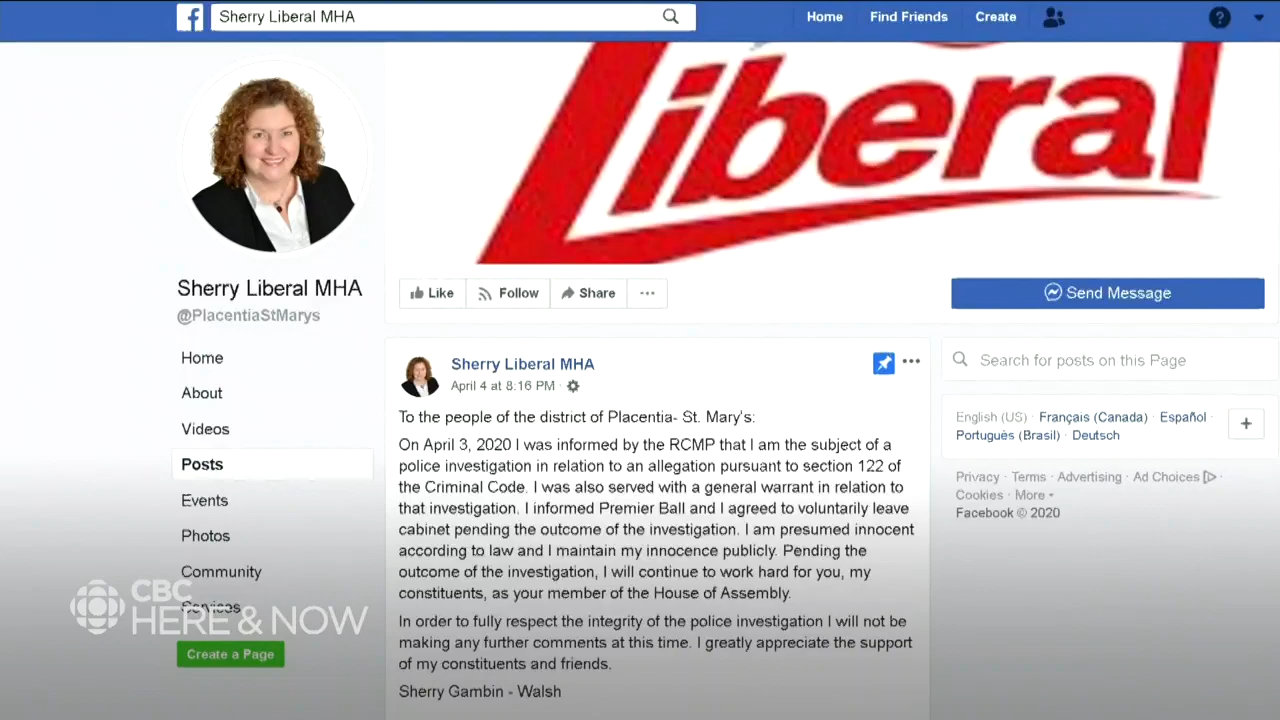 Sherry Liberal MHA
Home
Find Friends
Create
Liberal
Sherry Liberal MHA
@PlacentiaStMarys
Like
Follow
Share
Send Message
Home
About
Videos
Posts
Events
Photos
Community
Services
Create a Page
Sherry Liberal MHA
April 4 at 8:16 PM ·
To the people of the district of Placentia- St. Mary's:
On April 3, 2020 I was informed by the RCMP that I am the subject of a
police investigation in relation to an allegation pursuant to section 122 of
the Criminal Code. I was also served with a general warrant in relation to
that investigation. I informed Premier Ball and I agreed to voluntarily leave
cabinet pending the outcome of the investigation. I am presumed innocent
according to law and I maintain my innocence publicly. Pending the
outcome of the investigation, I will continue to work hard for you, my
constituents, as your member of the House of Assembly.
In order to fully respect the integrity of the police investigation I will not be
making any further comments at this time. I greatly appreciate the support
of my constituents and friends.
Sherry Gambin - Walsh
Search for posts on this Page
English (US) · Français (Canada) · Español ·
Português (Brasil) · Deutsch
Privacy · Terms · Advertising · Ad Choices ·
Cookies · More
Facebook © 2020
CBC
HERE & NOW